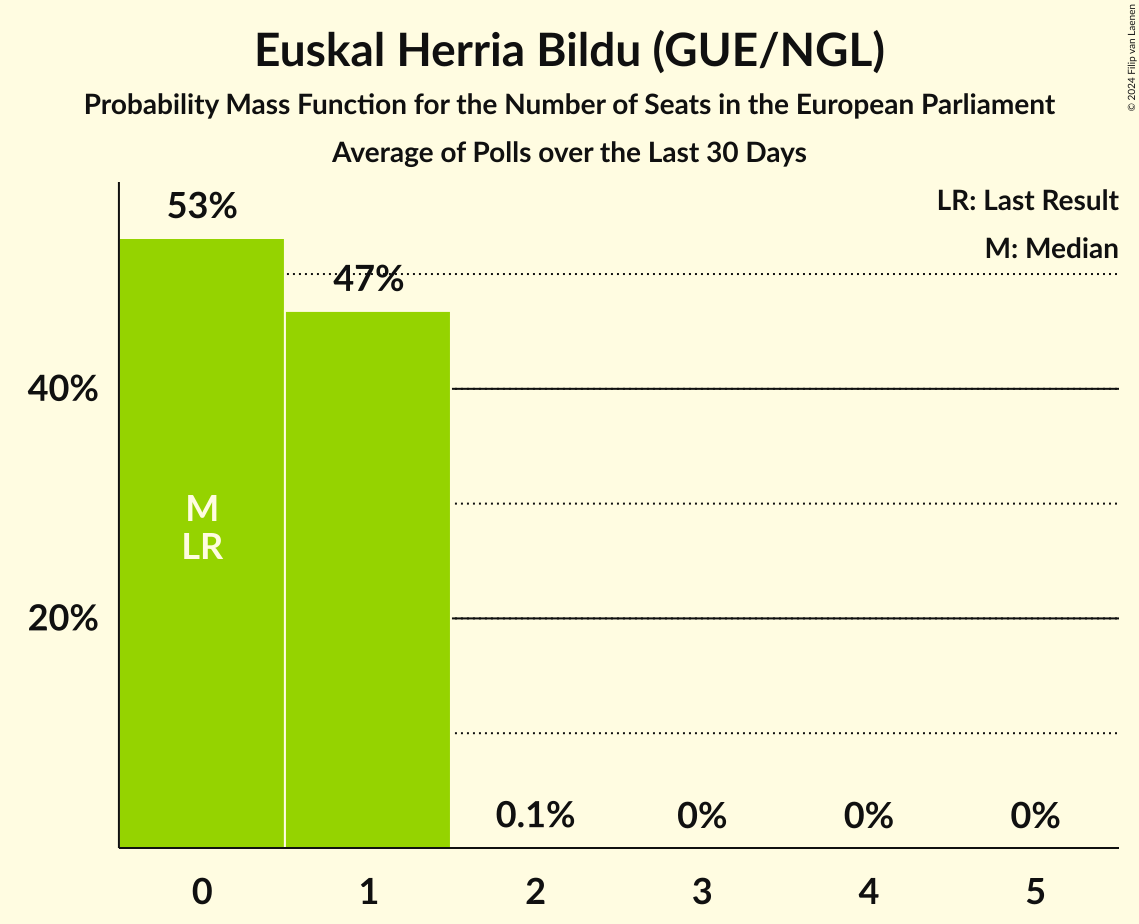 Euskal Herria Bildu (GUE/NGL)
Probability Mass Function for the Number of Seats in the European Parliament
Average of Polls over the Last 30 Days
© 2024 Filip van Laenen
LR: Last Result
M: Median
53%
47%
40%
20%
M
LR
0.1%
0%
0%
0%
0
1
2
3
4
5